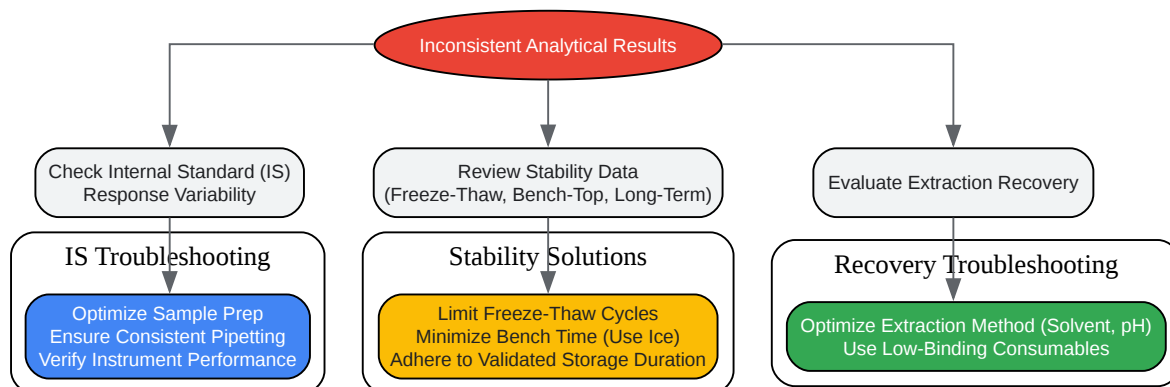 Inconsistent Analytical Results
Check Internal Standard (IS)
Response Variability
Review Stability Data
(Freeze-Thaw, Bench-Top, Long-Term)
Evaluate Extraction Recovery
IS Troubleshooting
Optimize Sample Prep
Ensure Consistent Pipetting
Verify Instrument Performance
Stability Solutions
Limit Freeze-Thaw Cycles
Minimize Bench Time (Use Ice)
Adhere to Validated Storage Duration
Recovery Troubleshooting
Optimize Extraction Method (Solvent, pH)
Use Low-Binding Consumables